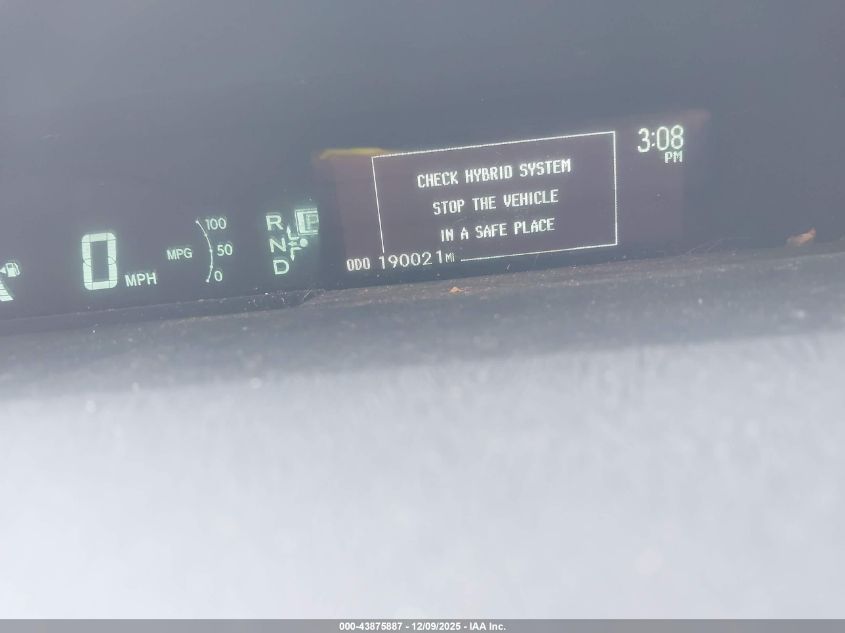 3:08
PM
CHECK HYBRID SYSTEM
STOP THE VEHICLE
IN A SAFE PLACE
ODO 190021 MI
0 MPH
MPG
100
50
0
R
N
D
P
000-43875887 - 12/09/2025 - IAA Inc.